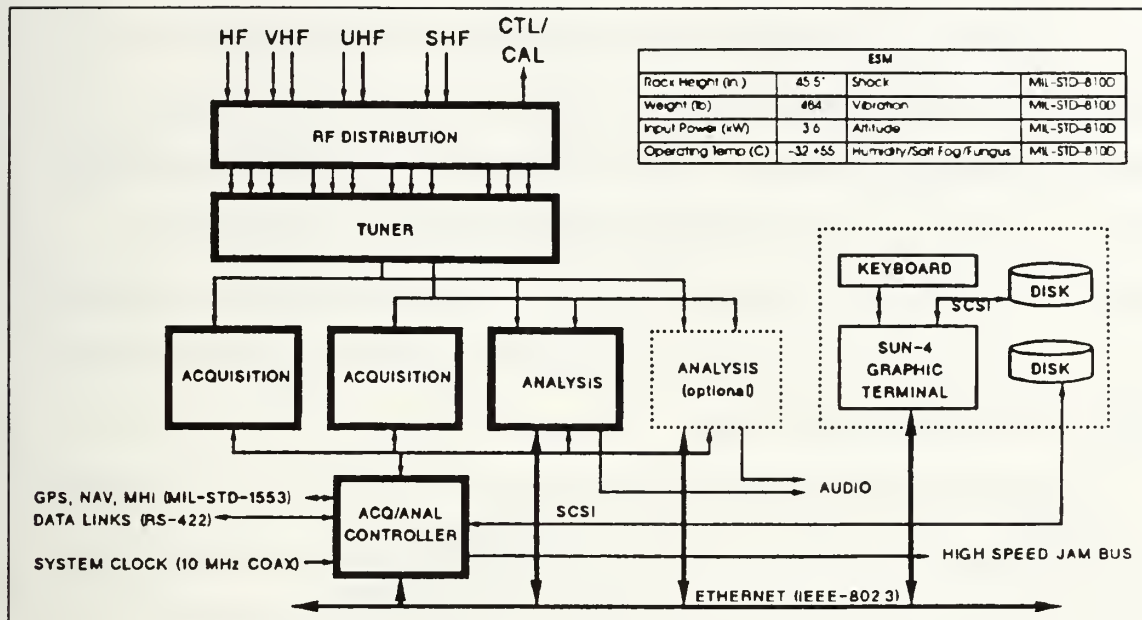 HF VHF UHF SHF CTL/
CAL
ESM
Rack Height (in.) 45.5" Shock MIL-STD-810D
Weight (lb) 464 Vibration MIL-STD-810D
Input Power (kW) 3.6 Altitude MIL-STD-810D
Operating Temp (C) -32 +55 Humidity/Salt Fog/Fungus MIL-STD-810D
RF DISTRIBUTION
TUNER
KEYBOARD
DISK
SCSI
SUN-4
GRAPHIC
TERMINAL
DISK
ACQUISITION
ACQUISITION
ANALYSIS
ANALYSIS
(optional)
AUDIO
GPS, NAV, MHI (MIL-STD-1553)
DATA LINKS (RS-422)
SYSTEM CLOCK (10 MHz COAX)
ACQ/ANAL
CONTROLLER
SCSI
HIGH SPEED JAM BUS
ETHERNET (IEEE-802.3)